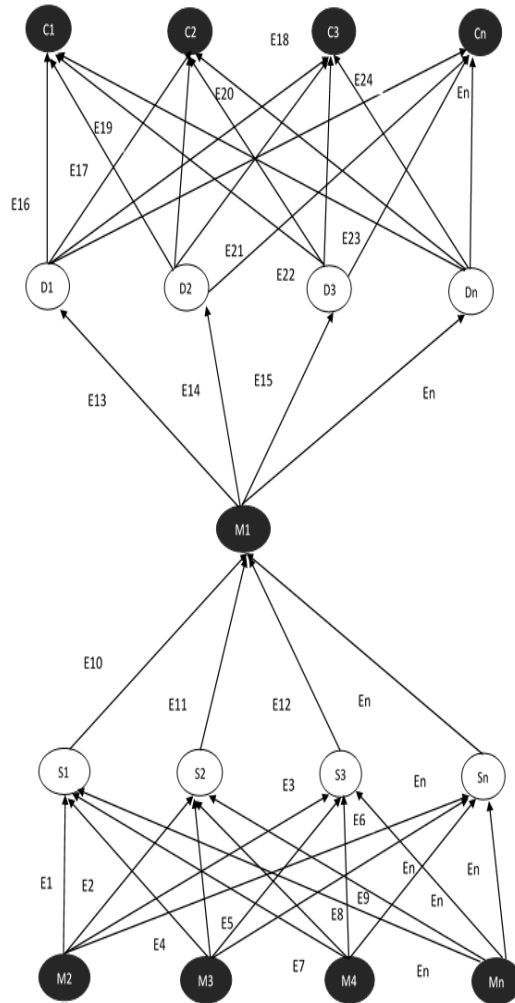 C1 C2 E18 C3 Cn
E20 E24 En
E19
E17
E16
E21 E23
E22
D1 D2 D3 Dn
E13 E14 E15 En
M1
E10
E11 E12 En
S1 S2 S3 Sn
E3 En
E6
E1 E2 En En
E9 En
E5 E8
E4
E7 En
M2 M3 M4 Mn